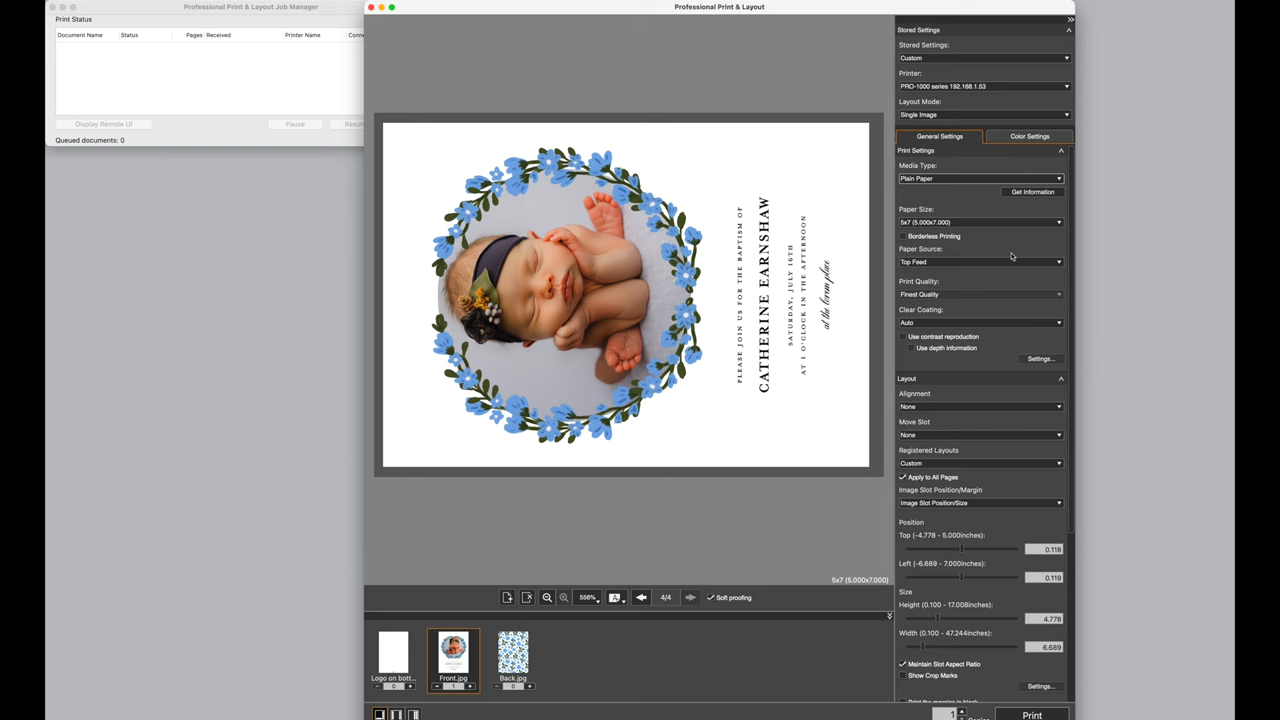 Professional Print & Layout Job Manager
Print Status
Document Name Status Pages Received Printer Name Conne
Display Remote UI Pause Resum
Queued documents: 0
Professional Print & Layout
PLEASE JOIN US FOR THE BAPTISM OF
CATHERINE EARNSHAW
SATURDAY, JULY 16TH
AT 1 O'CLOCK IN THE AFTERNOON
at the lorem place
5x7 (5.000x7.000)
556% A 4/4 Soft proofing
Logo on bott... Front.jpg Back.jpg
0 1 0
Stored Settings
Stored Settings:
Custom
Printer:
PRO-1000 series 192.168.1.53
Layout Mode:
Single Image
General Settings Color Settings
Print Settings
Media Type:
Plain Paper
Get Information
Paper Size:
5x7 (5.000x7.000)
Borderless Printing
Paper Source:
Top Feed
Print Quality:
Finest Quality
Clear Coating:
Auto
Use contrast reproduction
Use depth information
Settings...
Layout
Alignment
None
Move Slot
None
Registered Layouts
Custom
Apply to All Pages
Image Slot Position/Margin
Image Slot Position/Size
Position
Top (-4.778 - 5.000inches):
0.118
Left (-6.689 - 7.000inches):
0.119
Size
Height (0.100 - 17.008inches):
4.778
Width (0.100 - 47.244inches):
6.689
Maintain Slot Aspect Ratio
Show Crop Marks
Settings...
1 Print